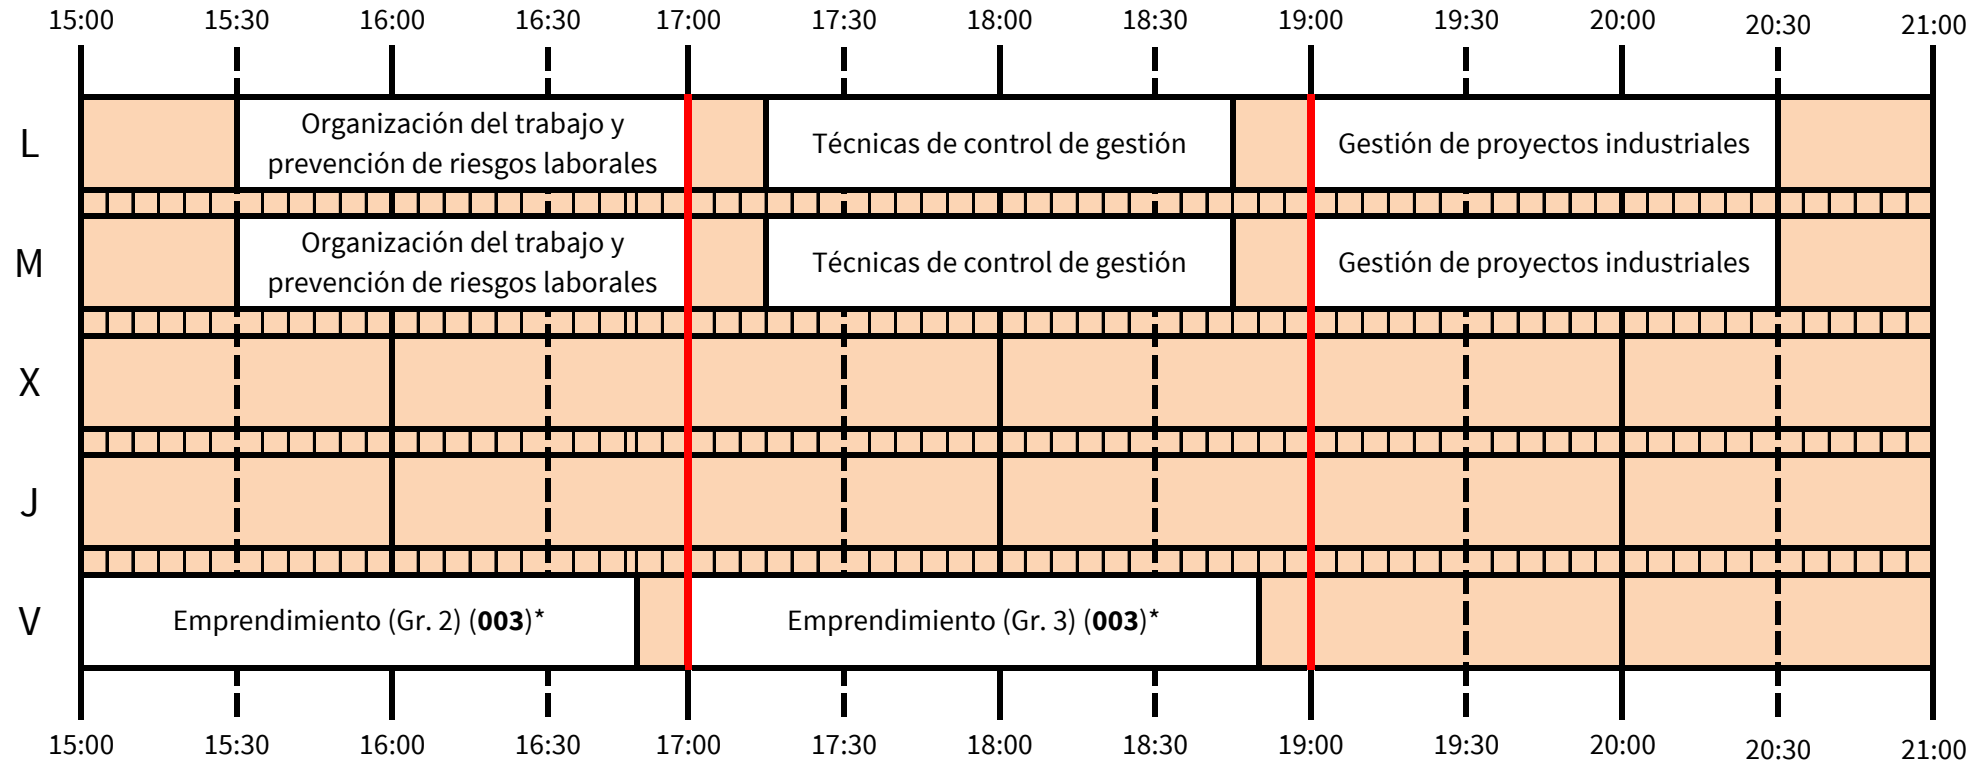 15:00 15:30 16:00 16:30 17:00 17:30 18:00 18:30 19:00 19:30 20:00 20:30 21:00
L
Organización del trabajo y
prevención de riesgos laborales
Técnicas de control de gestión
Gestión de proyectos industriales
M
Organización del trabajo y
prevención de riesgos laborales
Técnicas de control de gestión
Gestión de proyectos industriales
X
J
V
Emprendimiento (Gr. 2) (003)*
Emprendimiento (Gr. 3) (003)*
15:00 15:30 16:00 16:30 17:00 17:30 18:00 18:30 19:00 19:30 20:00 20:30 21:00